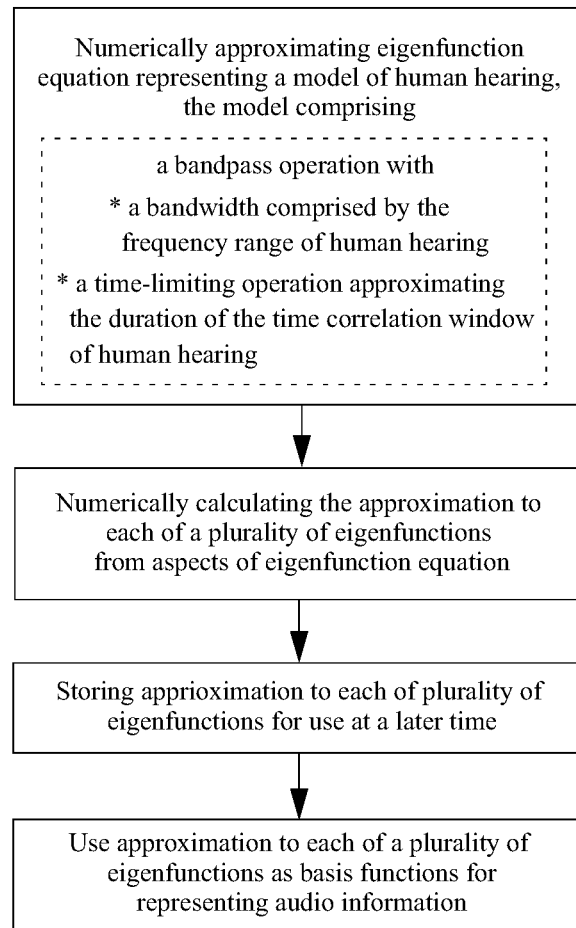 Numerically approximating eigenfunction
equation representing a model of human hearing,
the model comprising
a bandpass operation with
* a bandwidth comprised by the
frequency range of human hearing
* a time-limiting operation approximating
the duration of the time correlation window
of human hearing
Numerically calculating the approximation to
each of a plurality of eigenfunctions
from aspects of eigenfunction equation
Storing apprioximation to each of plurality of
eigenfunctions for use at a later time
Use approximation to each of a plurality of
eigenfunctions as basis functions for
representing audio information